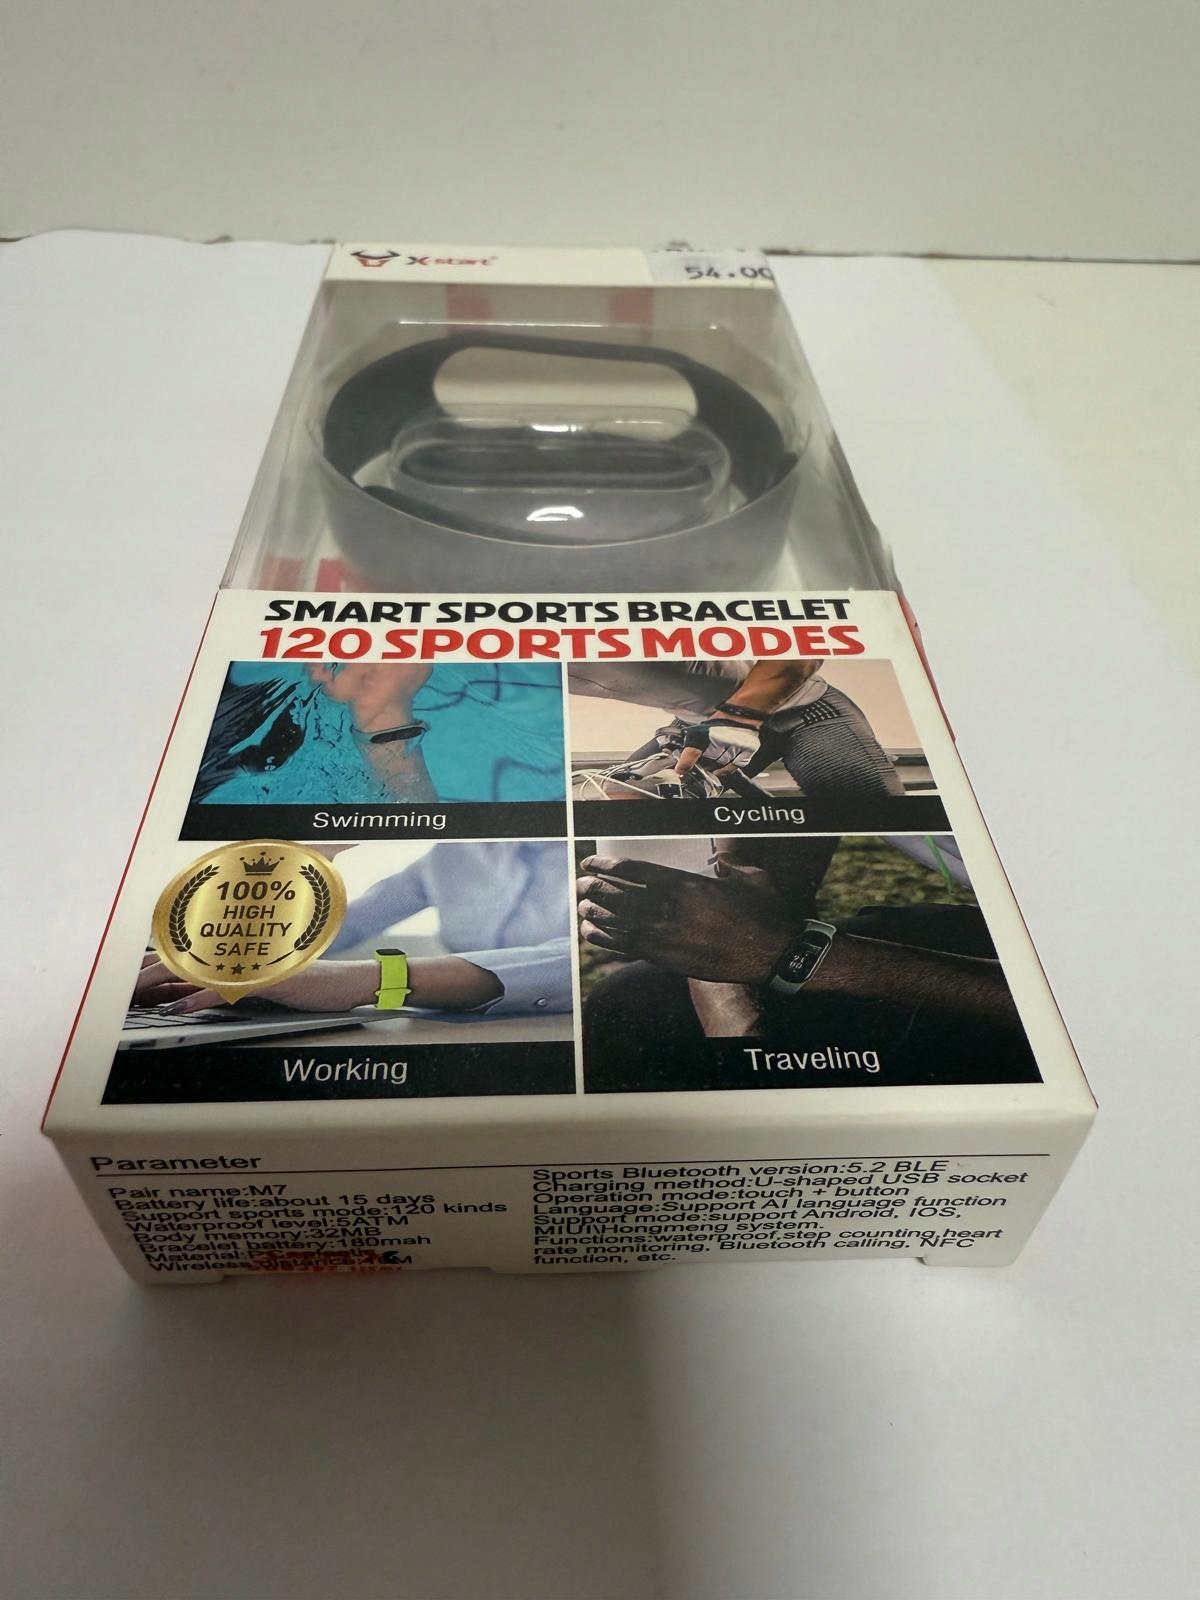 X-start
54.00
SMART SPORTS BRACELET
120 SPORTS MODES
Swimming
Cycling
100%
HIGH
QUALITY
SAFE
Working
Traveling
Parameter
Pair name:M7
Battery life:about 15 days
Support sports mode:120 kinds
Waterproof level:5ATM
Body memory:32MB
Bracelet battery:180mah
Material:
Wireless distance:10M
Sports Bluetooth version:5.2 BLE
Charging method:U-shaped USB socket
Operation mode:touch + button
Language:Support AI language function
Support mode:support Android, IOS,
MIUI\Hongmeng system.
Functions:waterproof,step counting,heart
rate monitoring, Bluetooth calling, NFC
function, etc.